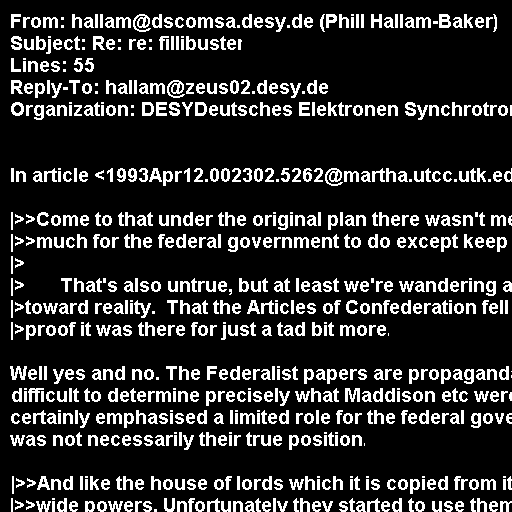 From: hallam@dscomsa.desy.de (Phill Hallam-Baker)
Subject: Re: re: fillibuster
Lines: 55
Reply-To: hallam@zeus02.desy.de
Organization: DESYDeutsches Elektronen Synchrotron
In article <1993Apr12.002302.5262@martha.utcc.utk.ed
|>>Come to that under the original plan there wasn't me
|>>much for the federal government to do except keep
|>
|> That's also untrue, but at least we're wandering a
|>toward reality. That the Articles of Confederation fell
|>proof it was there for just a tad bit more.
Well yes and no. The Federalist papers are propaganda
difficult to determine precisely what Maddison etc were
certainly emphasised a limited role for the federal gove
was not necessarily their true position.
|>>And like the house of lords which it is copied from it
|>>wide powers. Unfortunately they started to use them